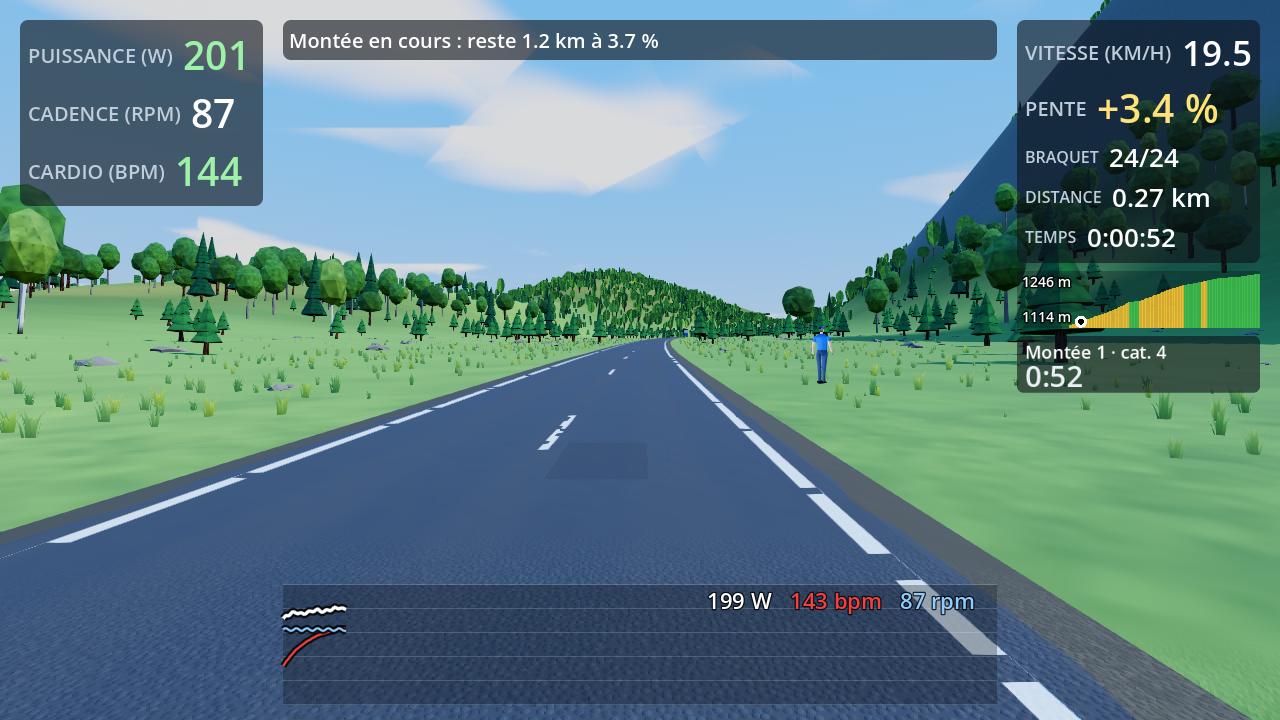 PUISSANCE (W) 201
CADENCE (RPM) 87
CARDIO (BPM) 144
Montée en cours : reste 1.2 km à 3.7 %
VITESSE (KM/H) 19.5
PENTE +3.4 %
BRAQUET 24/24
DISTANCE 0.27 km
TEMPS 0:00:52
1246 m
1114 m
Montée 1 · cat. 4
0:52
199 W 143 bpm 87 rpm